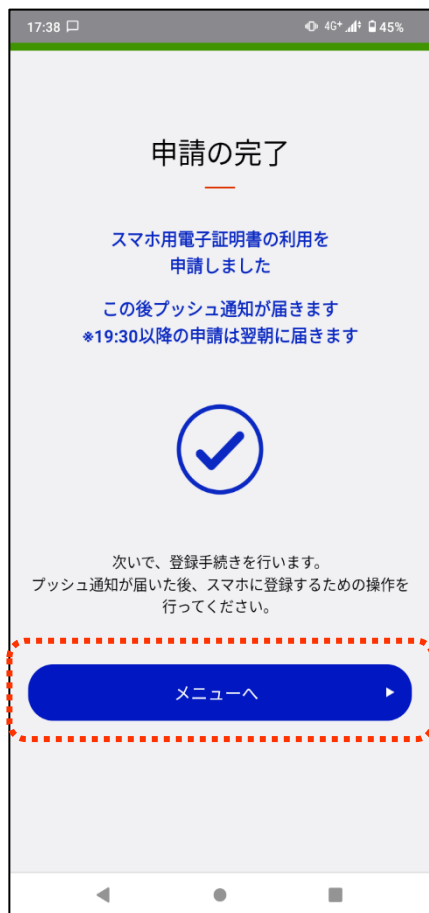 17:38 4G+ 45%
申請の完了
スマホ用電子証明書の利用を
申請しました
この後プッシュ通知が届きます
※19:30以降の申請は翌朝に届きます
次いで、登録手続きを行います。
プッシュ通知が届いた後、スマホに登録するための操作を
行ってください。
メニューへ